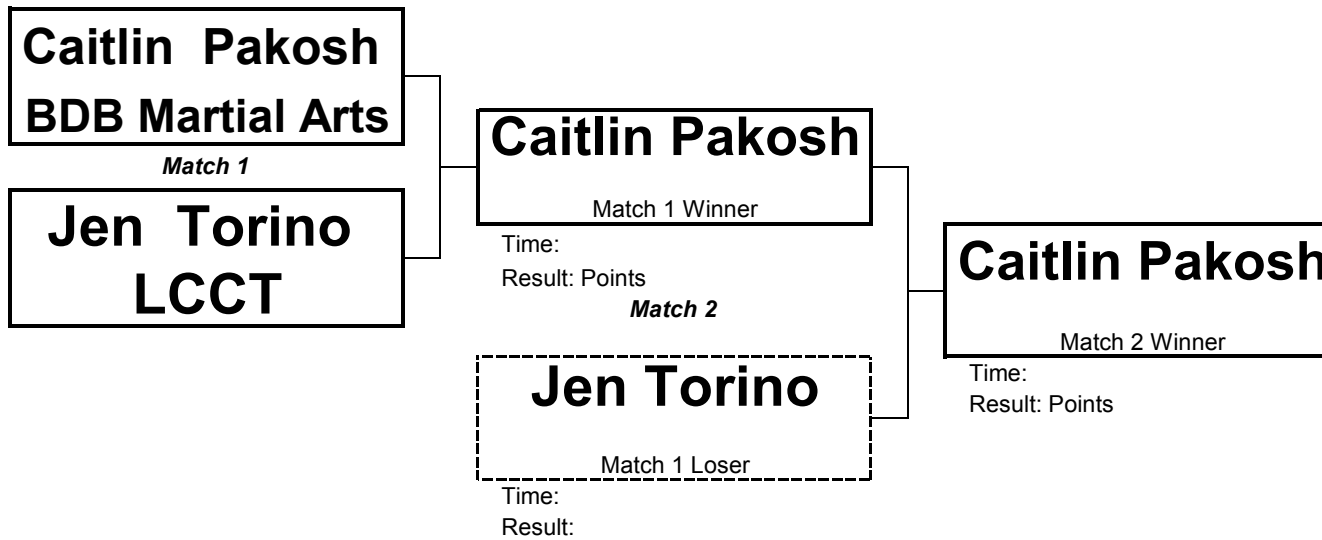 Caitlin  Pakosh
BDB Martial Arts
Match 1
Jen  Torino
LCCT
Caitlin Pakosh
Match 1 Winner
Time:
Result: Points
Match 2
Jen Torino
Match 1 Loser
Time:
Result:
Caitlin Pakosh
Match 2 Winner
Time:
Result: Points